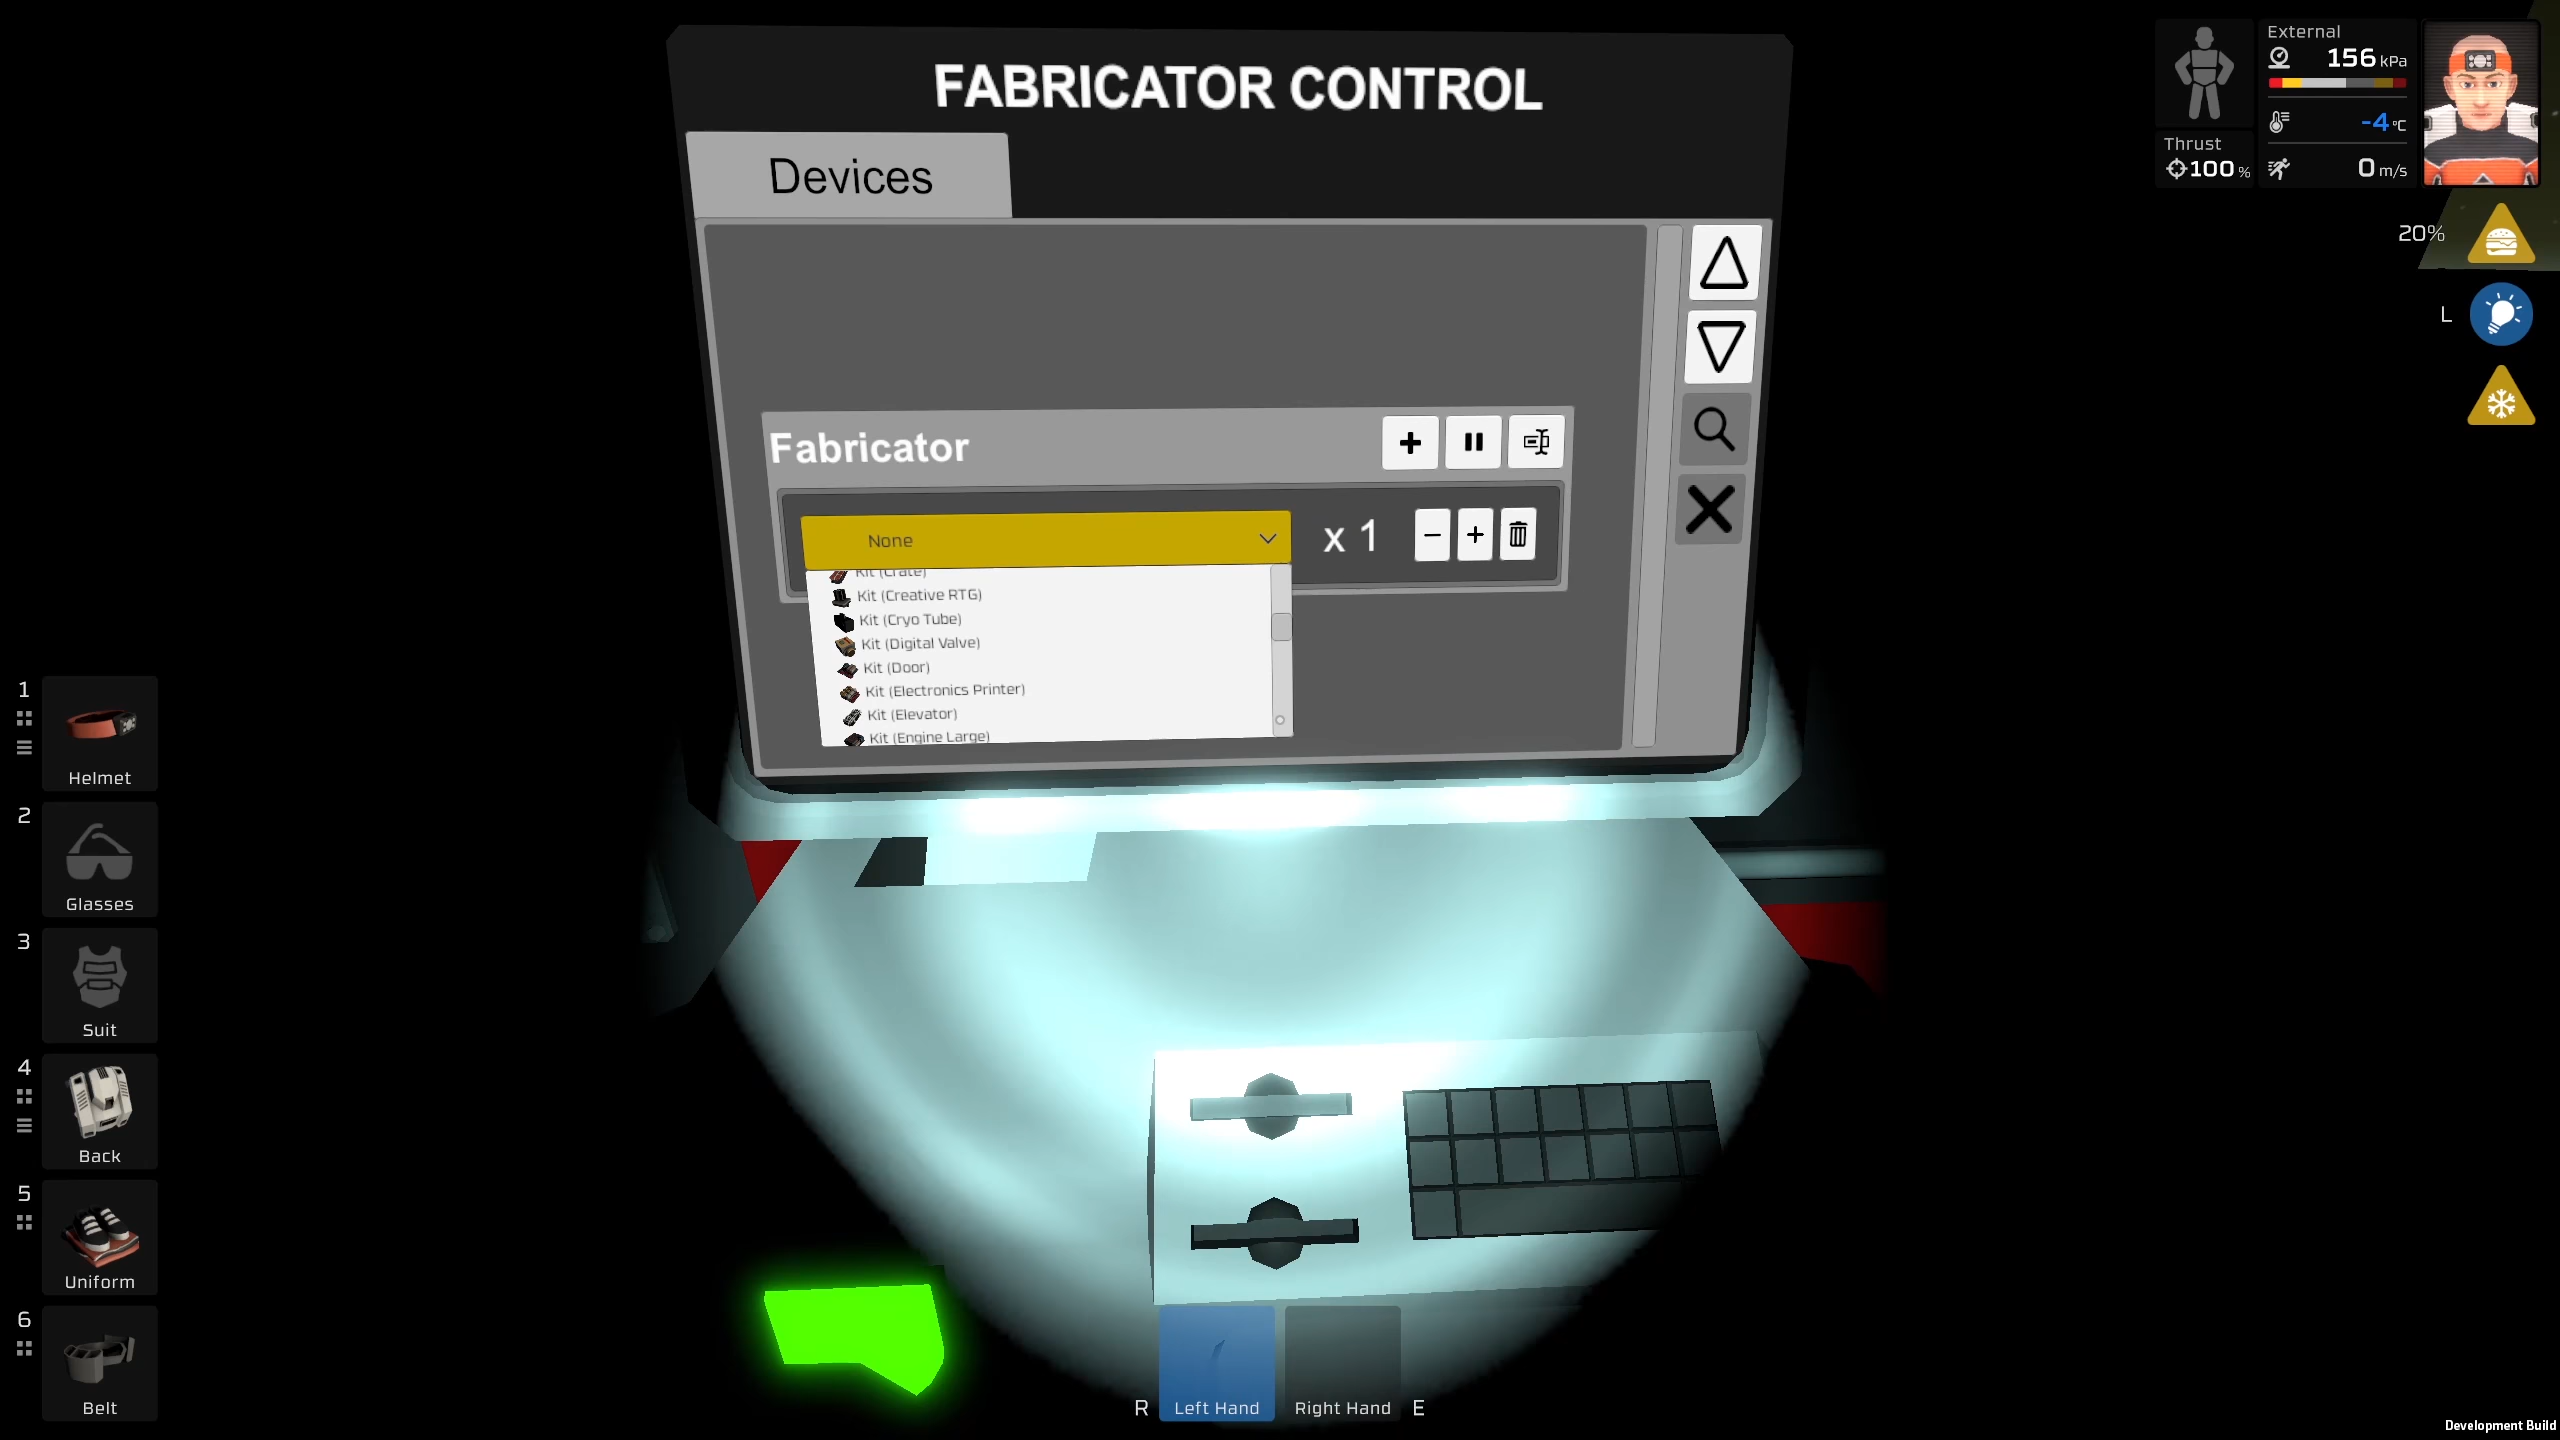 FABRICATOR CONTROL
Devices
Fabricator
None
x 1
Kit (Crate)
Kit (Creative RTG)
Kit (Cryo Tube)
Kit (Digital Valve)
Kit (Door)
Kit (Electronics Printer)
Kit (Elevator)
Kit (Engine Large)
External
156 kPa
-4 °C
Thrust
100 %
0 m/s
20%
L
1
Helmet
2
Glasses
3
Suit
4
Back
5
Uniform
6
Belt
R Left Hand Right Hand E
Development Build